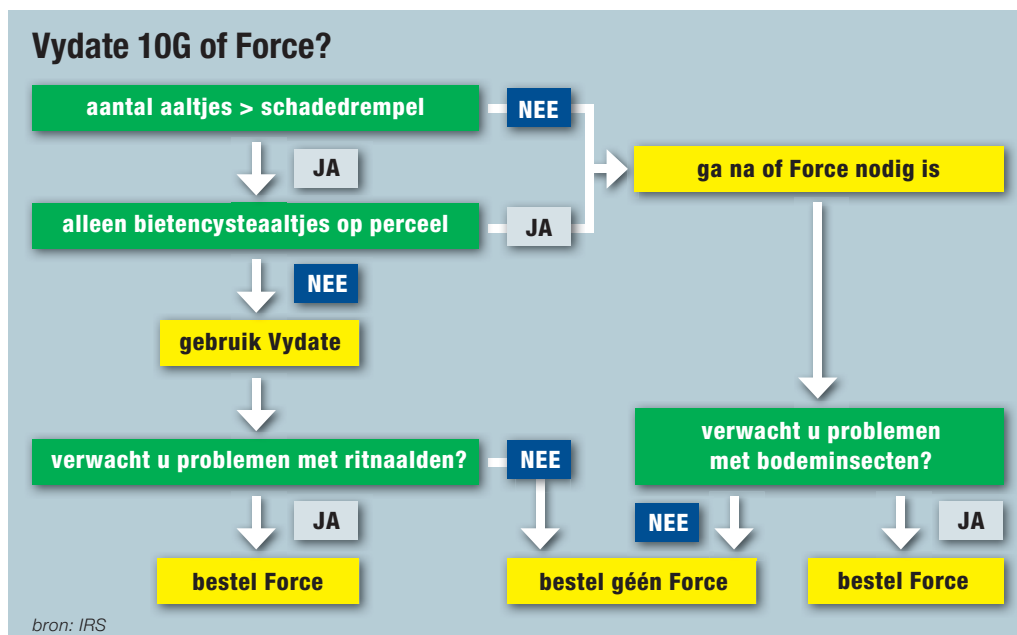 Vydate 10G of Force?
aantal aaltjes > schadedrempel
NEE
JA
ga na of Force nodig is
alleen bietencysteaaltjes op perceel
JA
NEE
gebruik Vydate
verwacht u problemen
met bodeminsecten?
verwacht u problemen met ritnaalden?
NEE
JA
NEE
JA
bestel Force
bestel géén Force
bestel Force
bron: IRS